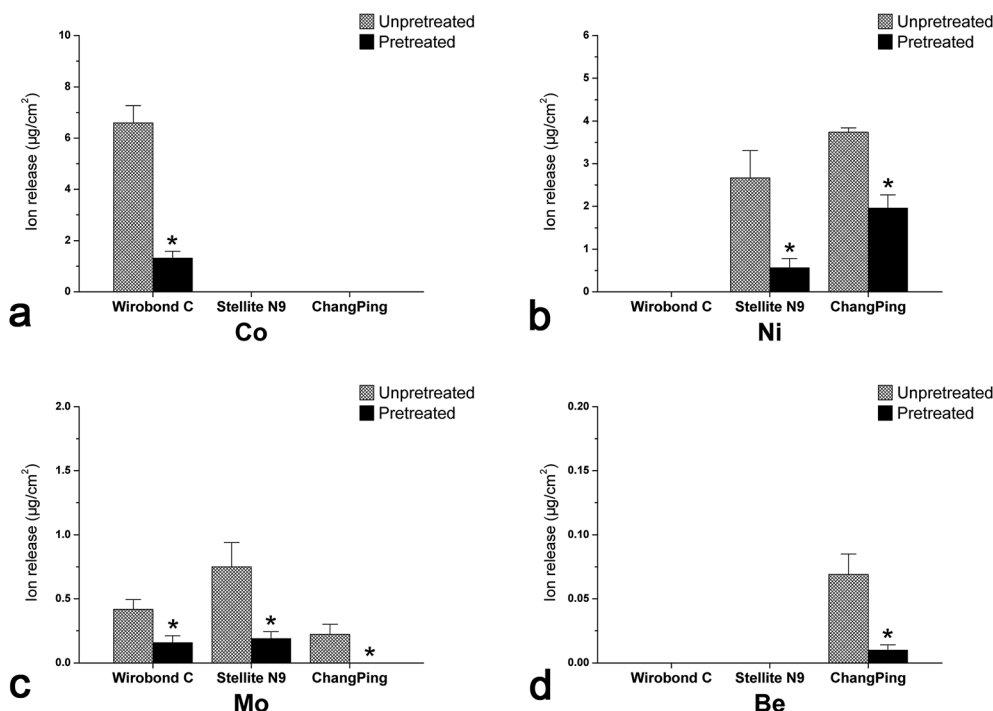 Unpretreated
Pretreated
Ion release (μg/cm²)
10
8
6
4
2
0
Wirobond C Stellite N9 ChangPing
*
a
Co
Unpretreated
Pretreated
Ion release (μg/cm²)
6
5
4
3
2
1
0
Wirobond C Stellite N9 ChangPing
*
*
b
Ni
Unpretreated
Pretreated
Ion release (μg/cm²)
2.0
1.5
1.0
0.5
0.0
Wirobond C Stellite N9 ChangPing
* * *
c
Mo
Unpretreated
Pretreated
Ion release (μg/cm²)
0.20
0.15
0.10
0.05
0.00
Wirobond C Stellite N9 ChangPing
*
d
Be